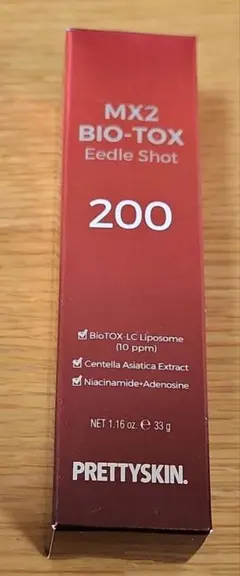 MX2
BIO-TOX
Eedle Shot
200
BioTOX-LC Liposome
(10 ppm)
Centella Asiatica Extract
Niacinamide+Adenosine
NET 1.16 oz. ℮ 33 g
PRETTYSKIN.